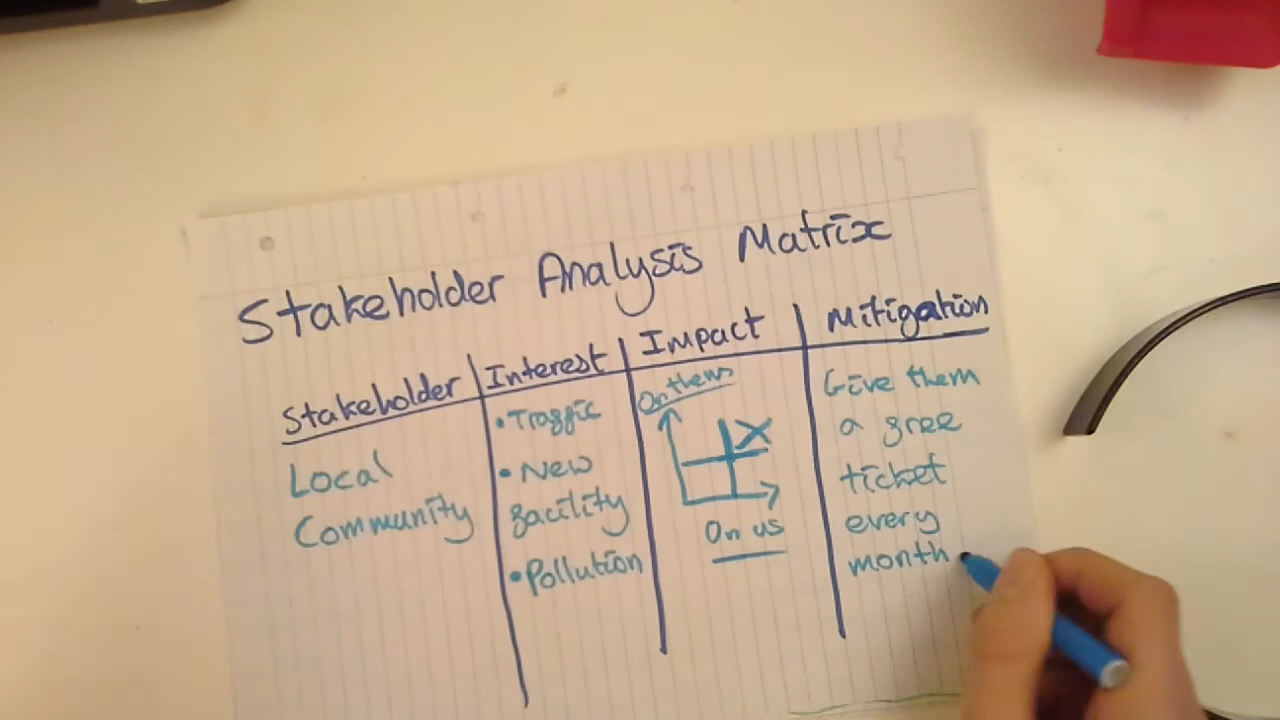 Stakeholder Analysis Matrix
Stakeholder
Interest
Impact
Mitigation
Local
Community
• Traffic
• New
facility
• Pollution
On them
X
On us
Give them
a free
ticket
every
month